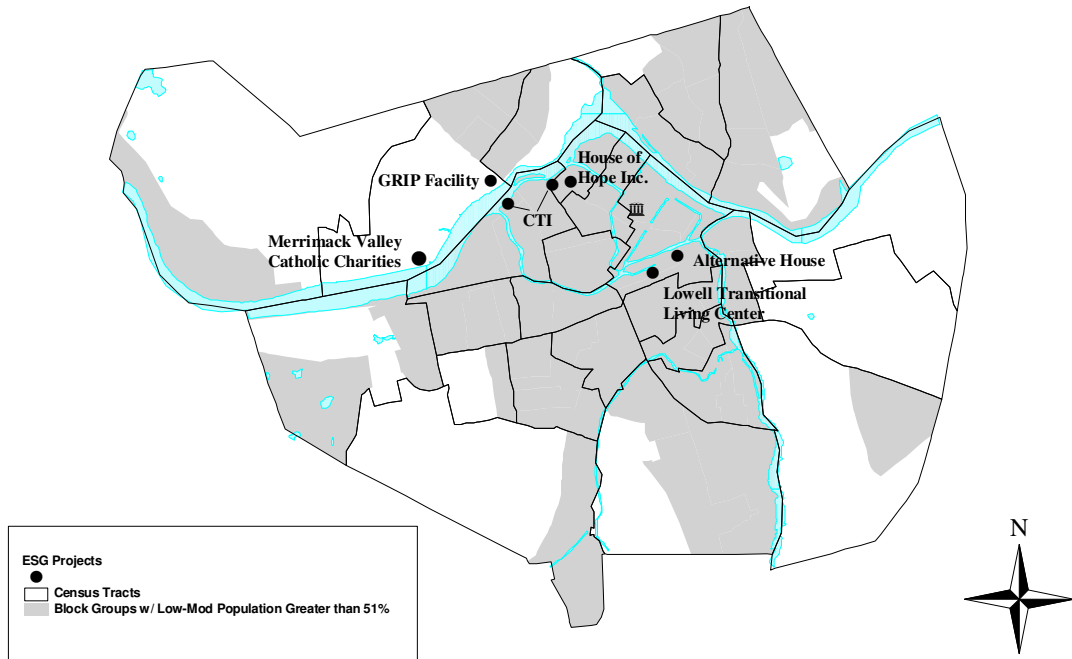 House of
Hope Inc.
GRIP Facility
CTI
Merrimack Valley
Catholic Charities
Alternative House
Lowell Transitional
Living Center
N
ESG Projects
Census Tracts
Block Groups w/ Low-Mod Population Greater than 51%